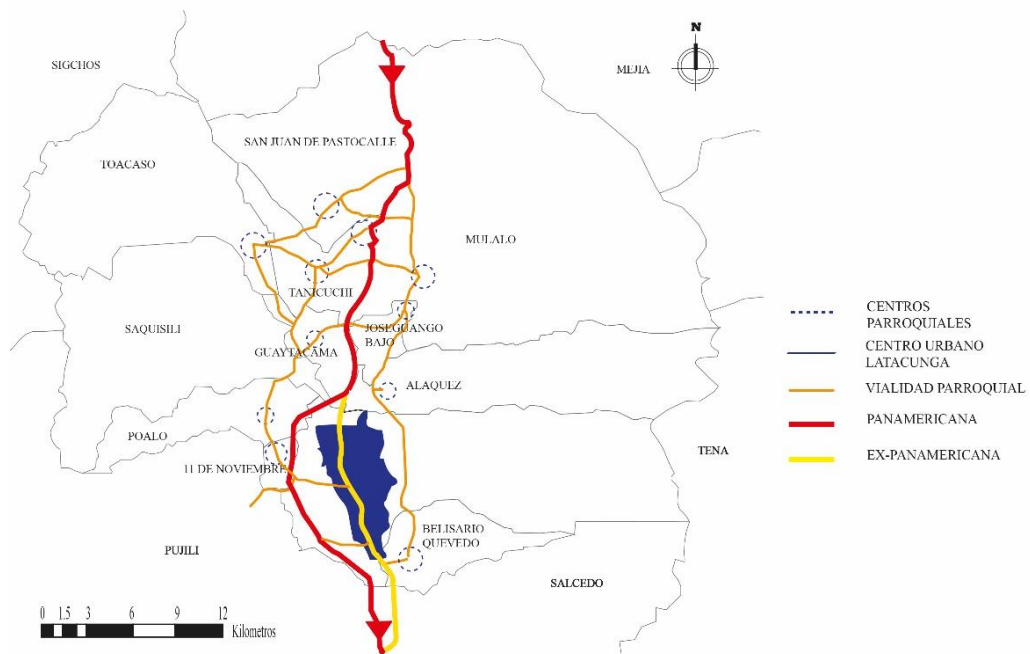 N
SIGCHOS
MEJIA
SAN JUAN DE PASTOCALLE
TOACASO
MULALO
TANICUCHI
SAQUISILI
JOSEGUANGO
BAJO
GUAYTACAMA
ALAQUEZ
POALO
11 DE NOVIEMBRE
TENA
BELISARIO
QUEVEDO
PUJILI
SALCEDO
CENTROS
PARROQUIALES
CENTRO URBANO
LATACUNGA
VIALIDAD PARROQUIAL
PANAMERICANA
EX-PANAMERICANA
0 1.5 3 6 9 12
Kilometros